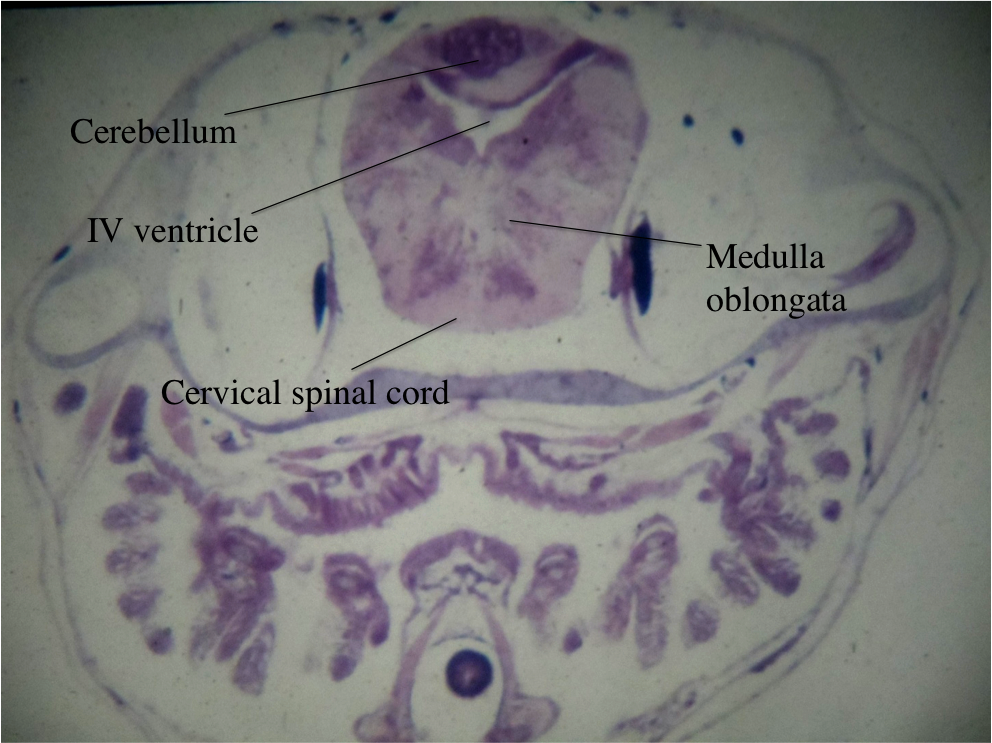 Cerebellum
IV ventricle
Medulla
oblongata
Cervical spinal cord